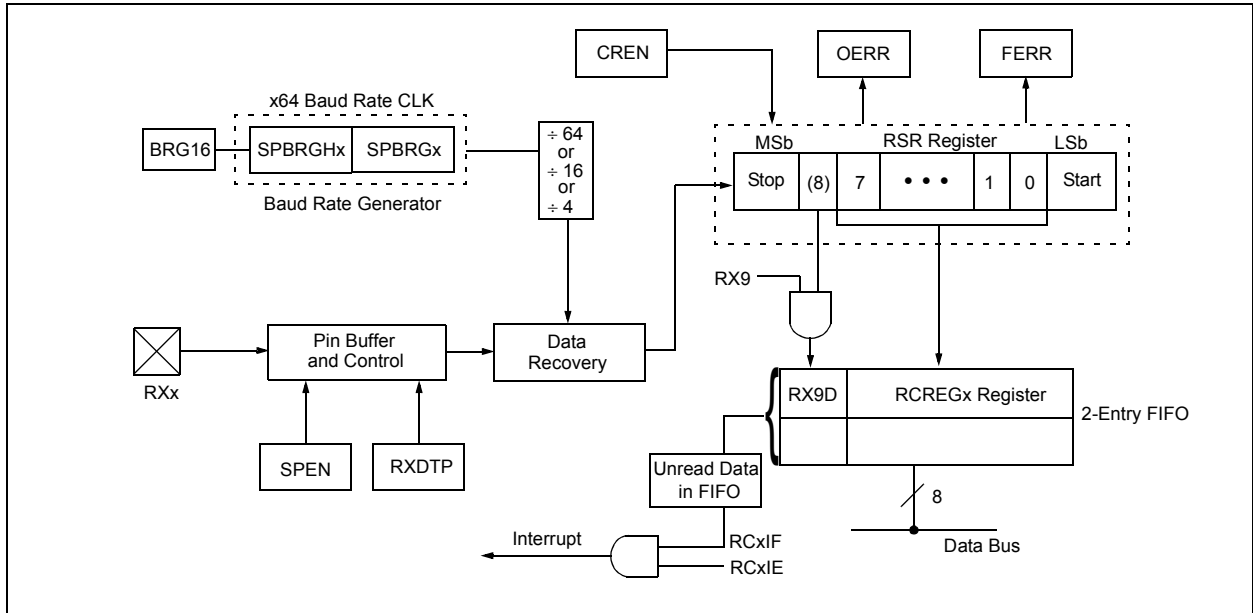 CREN
OERR
FERR
x64 Baud Rate CLK
BRG16
SPBRGHx
SPBRGx
Baud Rate Generator
÷ 64
or
÷ 16
or
÷ 4
MSb
RSR Register
LSb
Stop
(8)
7
• • •
1
0
Start
RX9
RXx
Pin Buffer
and Control
Data
Recovery
SPEN
RXDTP
RX9D
RCREGx Register
2-Entry FIFO
Unread Data
in FIFO
8
Data Bus
Interrupt
RCxIF
RCxIE